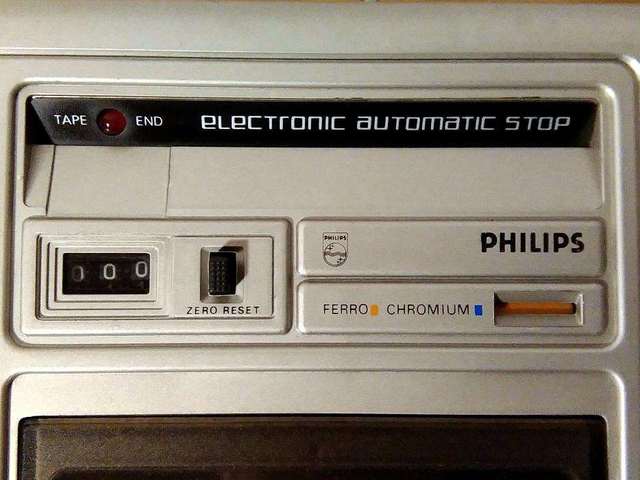 TAPE END
electronic automatic stop
PHILIPS
PHILIPS
000
ZERO RESET
FERRO CHROMIUM